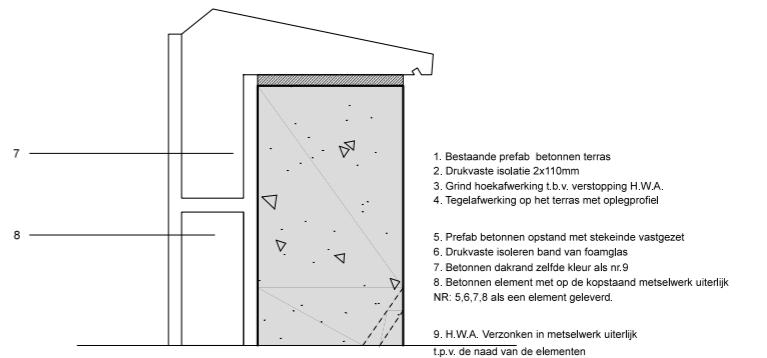 7
8
1. Bestaande prefab betonnen terras
2. Drukvaste isolatie 2x110mm
3. Grind hoekafwerking t.b.v. verstopping H.W.A.
4. Tegelafwerking op het terras met oplegprofiel
5. Prefab betonnen opstand met stekeinde vastgezet
6. Drukvaste isoleren band van foamglas
7. Betonnen dakrand zelfde kleur als nr.9
8. Betonnen element met op de kopstaand metselwerk uiterlijk
NR: 5,6,7,8 als een element geleverd.
9. H.W.A. Verzonken in metselwerk uiterlijk
t.p.v. de naad van de elementen